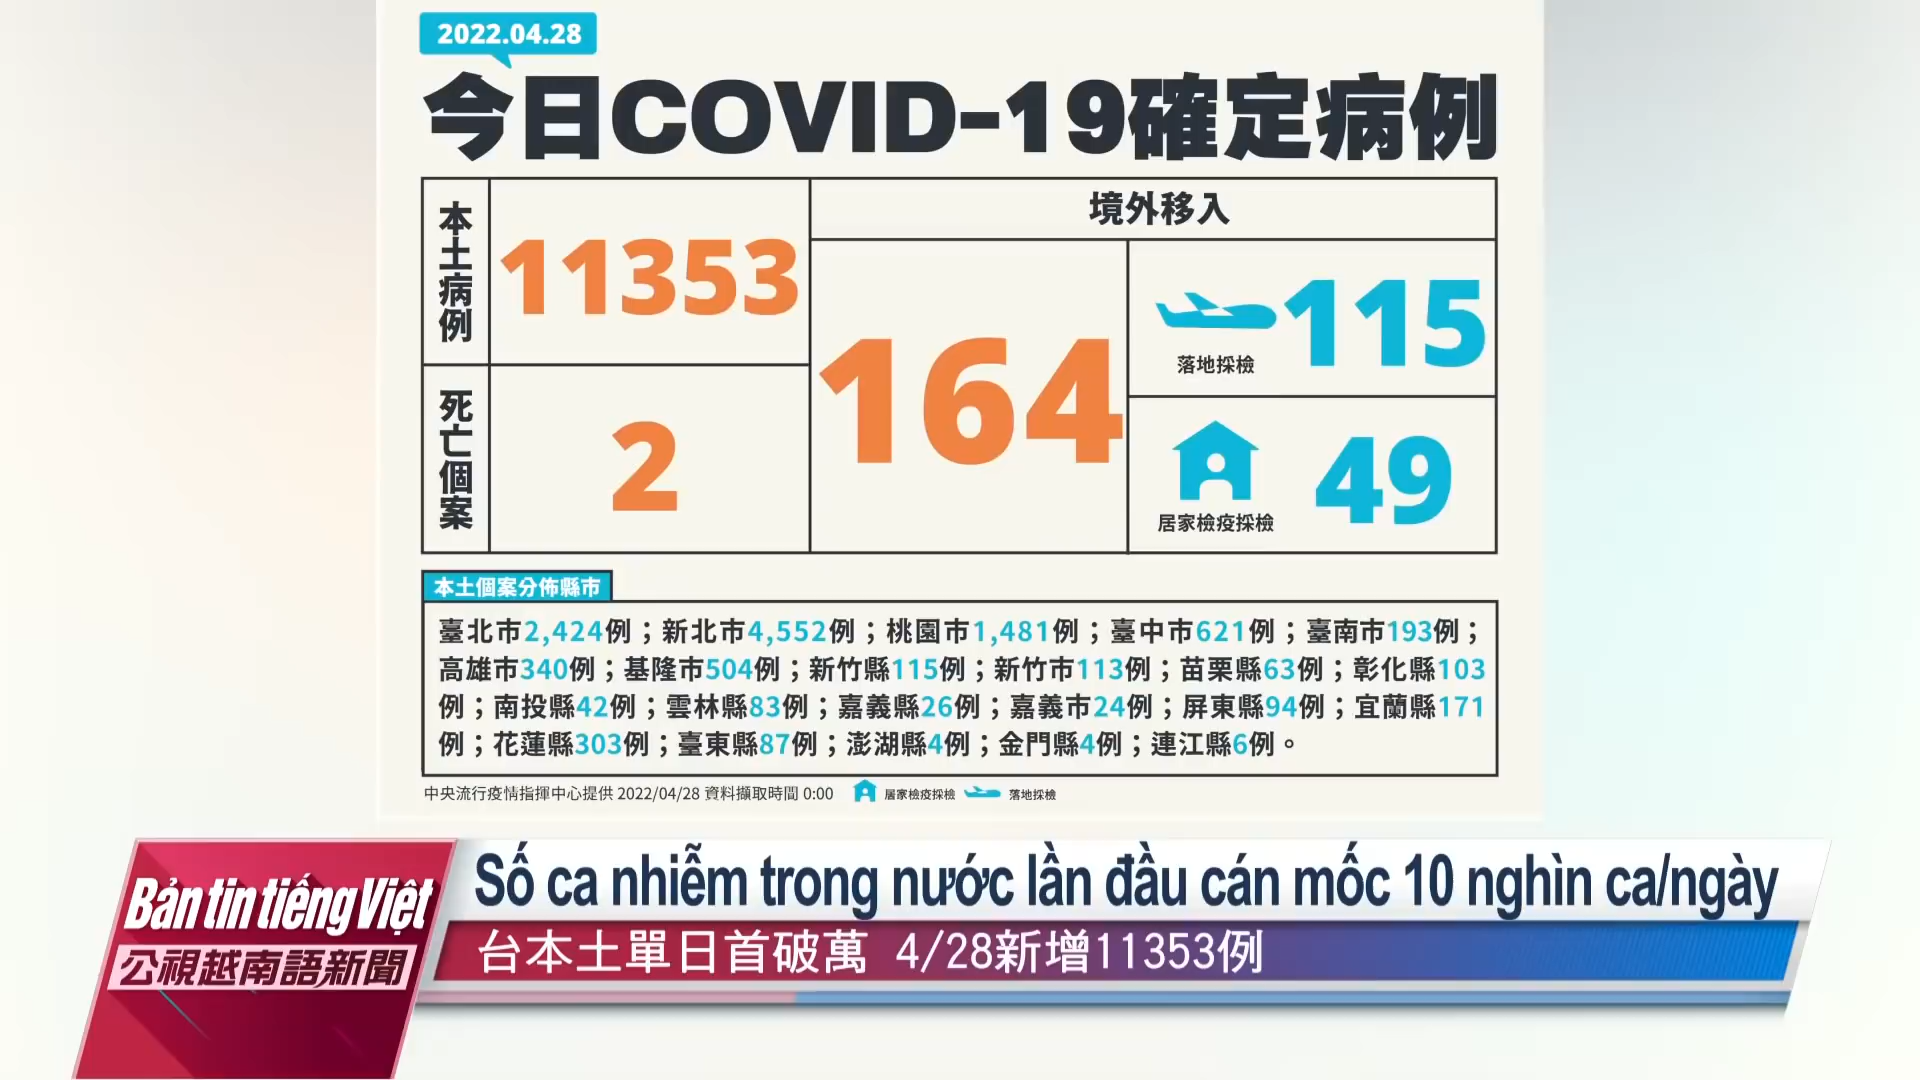 2022.04.28
今日COVID-19確定病例
本土病例
11353
境外移入
164
115
落地採檢
死亡個案
2
49
居家檢疫採檢
本土個案分佈縣市
臺北市2,424例；新北市4,552例；桃園市1,481例；臺中市621例；臺南市193例；
高雄市340例；基隆市504例；新竹縣115例；新竹市113例；苗栗縣63例；彰化縣103
例；南投縣42例；雲林縣83例；嘉義縣26例；嘉義市24例；屏東縣94例；宜蘭縣171
例；花蓮縣303例；臺東縣87例；澎湖縣4例；金門縣4例；連江縣6例。
中央流行疫情指揮中心提供 2022/04/28 資料擷取時間 0:00 居家檢疫採檢 落地採檢
Số ca nhiễm trong nước lần đầu cán mốc 10 nghìn ca/ngày
Bản tin tiếng Việt
台本土單日首破萬 4/28新增11353例
公視越南語新聞